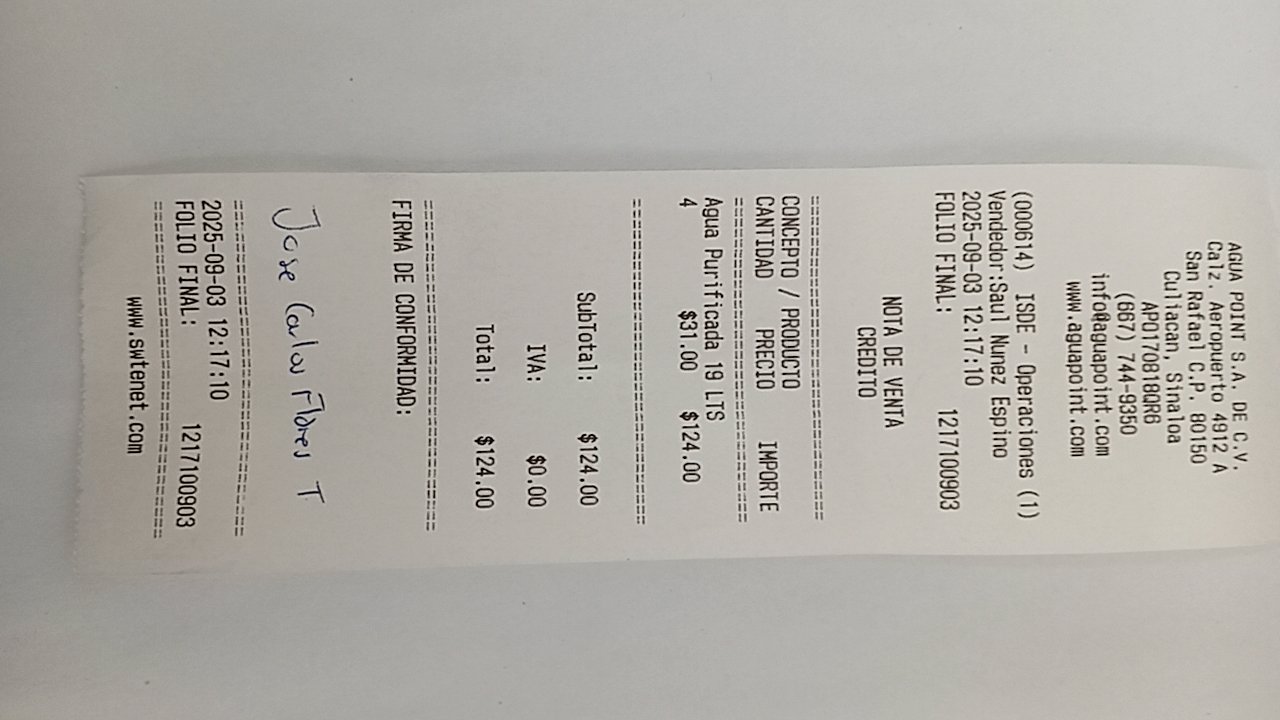 AGUA POINT S.A. DE C.V.
Calz. Aeropuerto 4912 A
San Rafael C.P. 80150
Culiacan, Sinaloa
APO170818QR6
(667) 744-9350
info@aguapoint.com
www.aguapoint.com
(000614) ISDE - Operaciones (1)
Vendedor:Saul Nunez Espino
2025-09-03 12:17:10
FOLIO FINAL: 1217100903
NOTA DE VENTA
CREDITO
================================
CONCEPTO / PRODUCTO
CANTIDAD PRECIO IMPORTE
================================
Agua Purificada 19 LTS
4 $31.00 $124.00
================================
SubTotal: $124.00
IVA: $0.00
Total: $124.00
================================
FIRMA DE CONFORMIDAD:
Jose Carlos Flores T
================================
2025-09-03 12:17:10
FOLIO FINAL: 1217100903
================================
www.swtenet.com